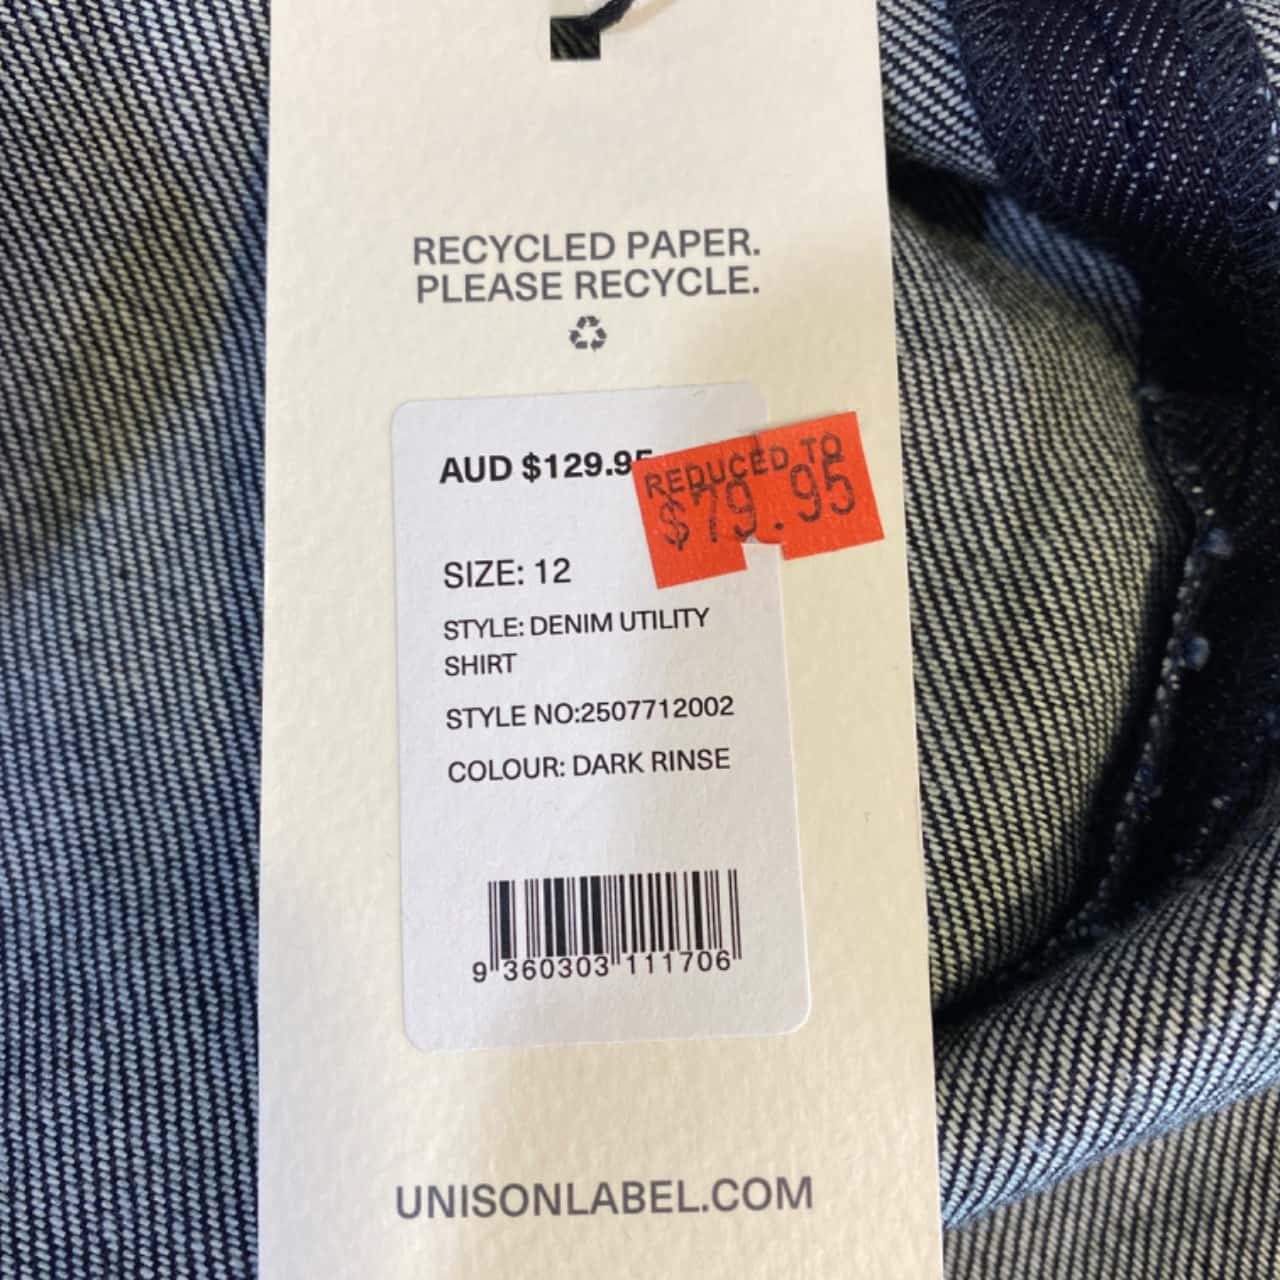 RECYCLED PAPER.
PLEASE RECYCLE.
AUD $129.95
REDUCED TO
$79.95
SIZE: 12
STYLE: DENIM UTILITY
SHIRT
STYLE NO:2507712002
COLOUR: DARK RINSE
9 360303 111706
UNISONLABEL.COM